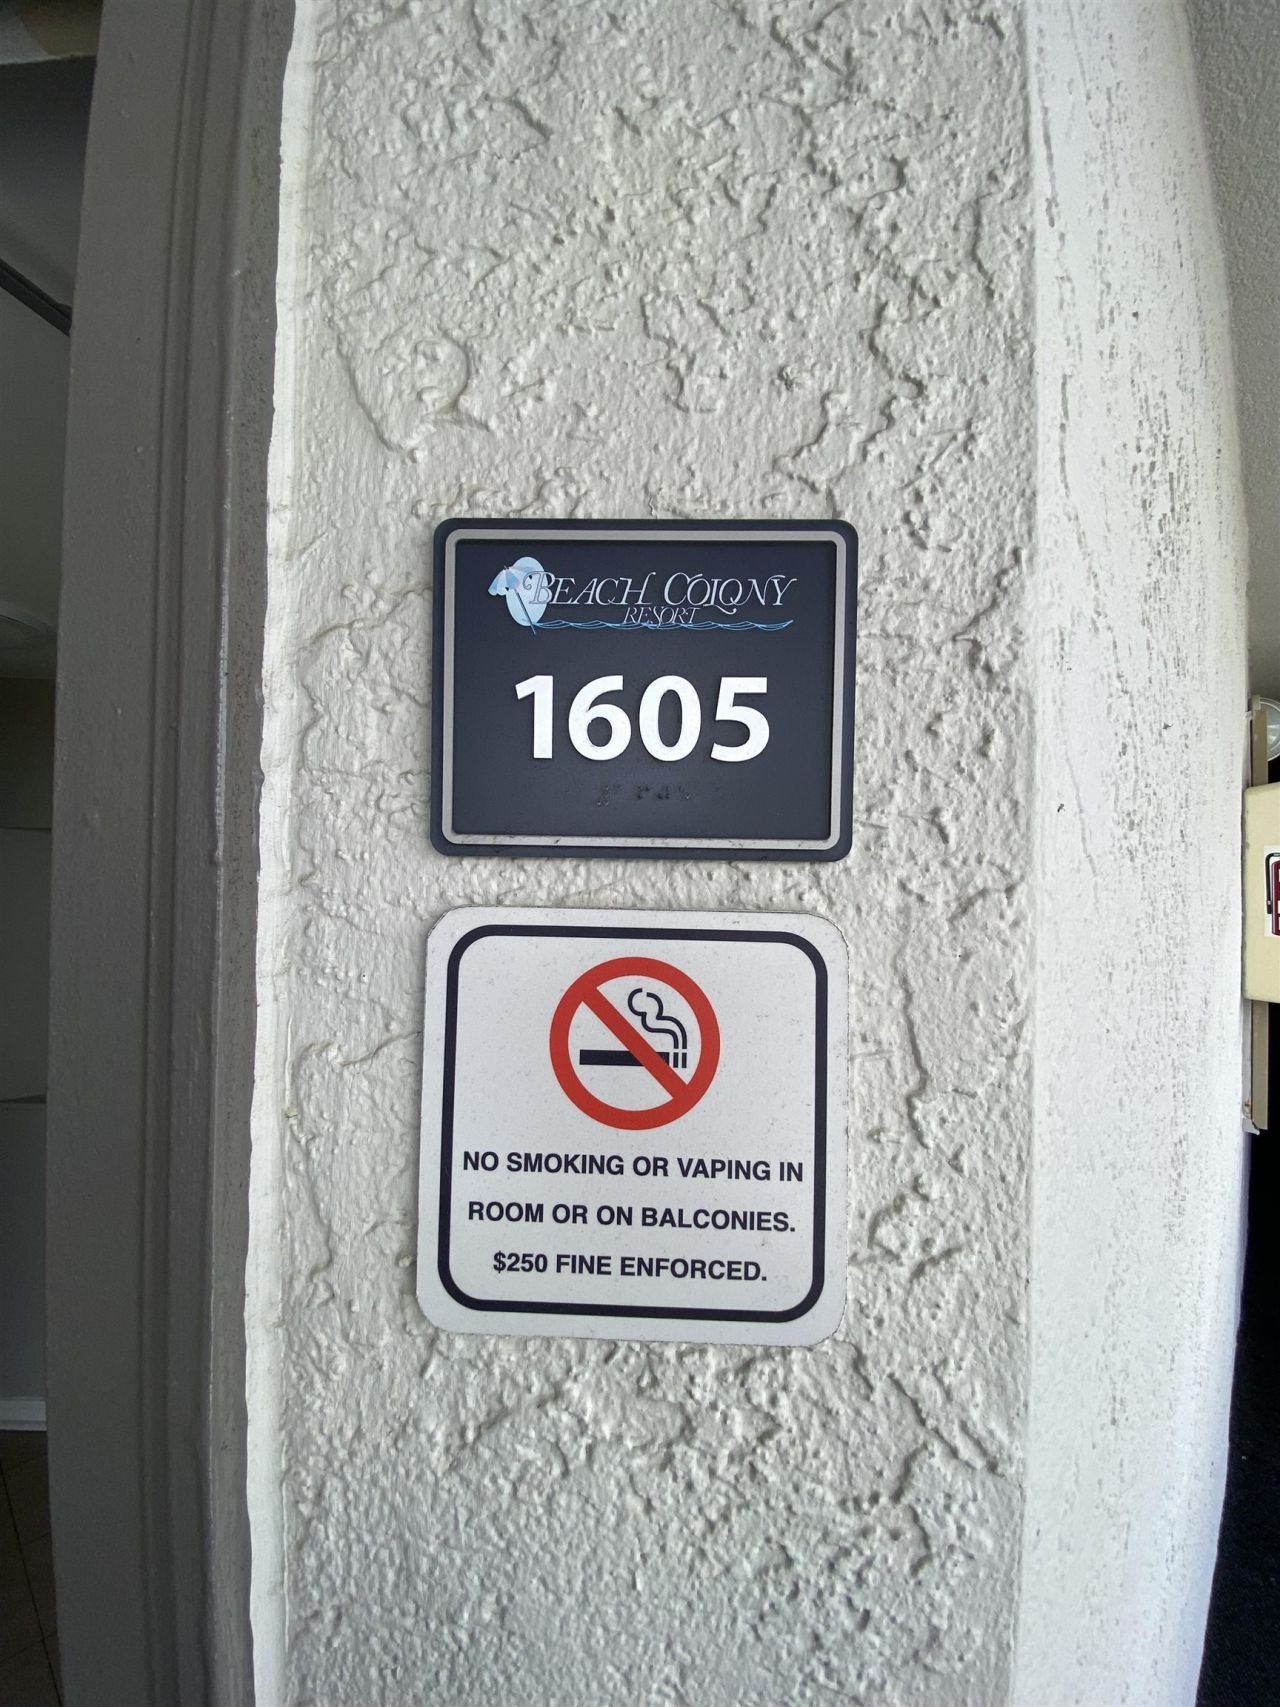 BEACH COLONY
RESORT
1605
NO SMOKING OR VAPING IN
ROOM OR ON BALCONIES.
$250 FINE ENFORCED.